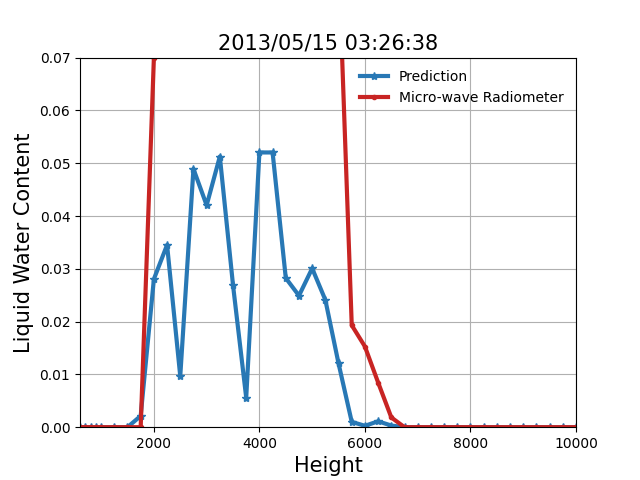 2013/05/15 03:26:38
Prediction
Micro-wave Radiometer
Liquid Water Content
0.07
0.06
0.05
0.04
0.03
0.02
0.01
0.00
2000 4000 6000 8000 10000
Height